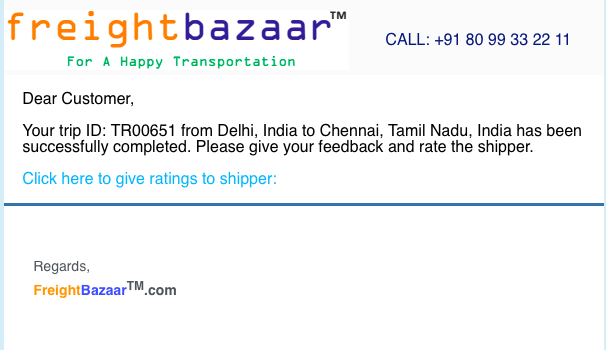 freightbazaar™
For A Happy Transportation
CALL: +91 80 99 33 22 11
Dear Customer,
Your trip ID: TR00651 from Delhi, India to Chennai, Tamil Nadu, India has been
successfully completed. Please give your feedback and rate the shipper.
Click here to give ratings to shipper:
Regards,
FreightBazaarTM.com